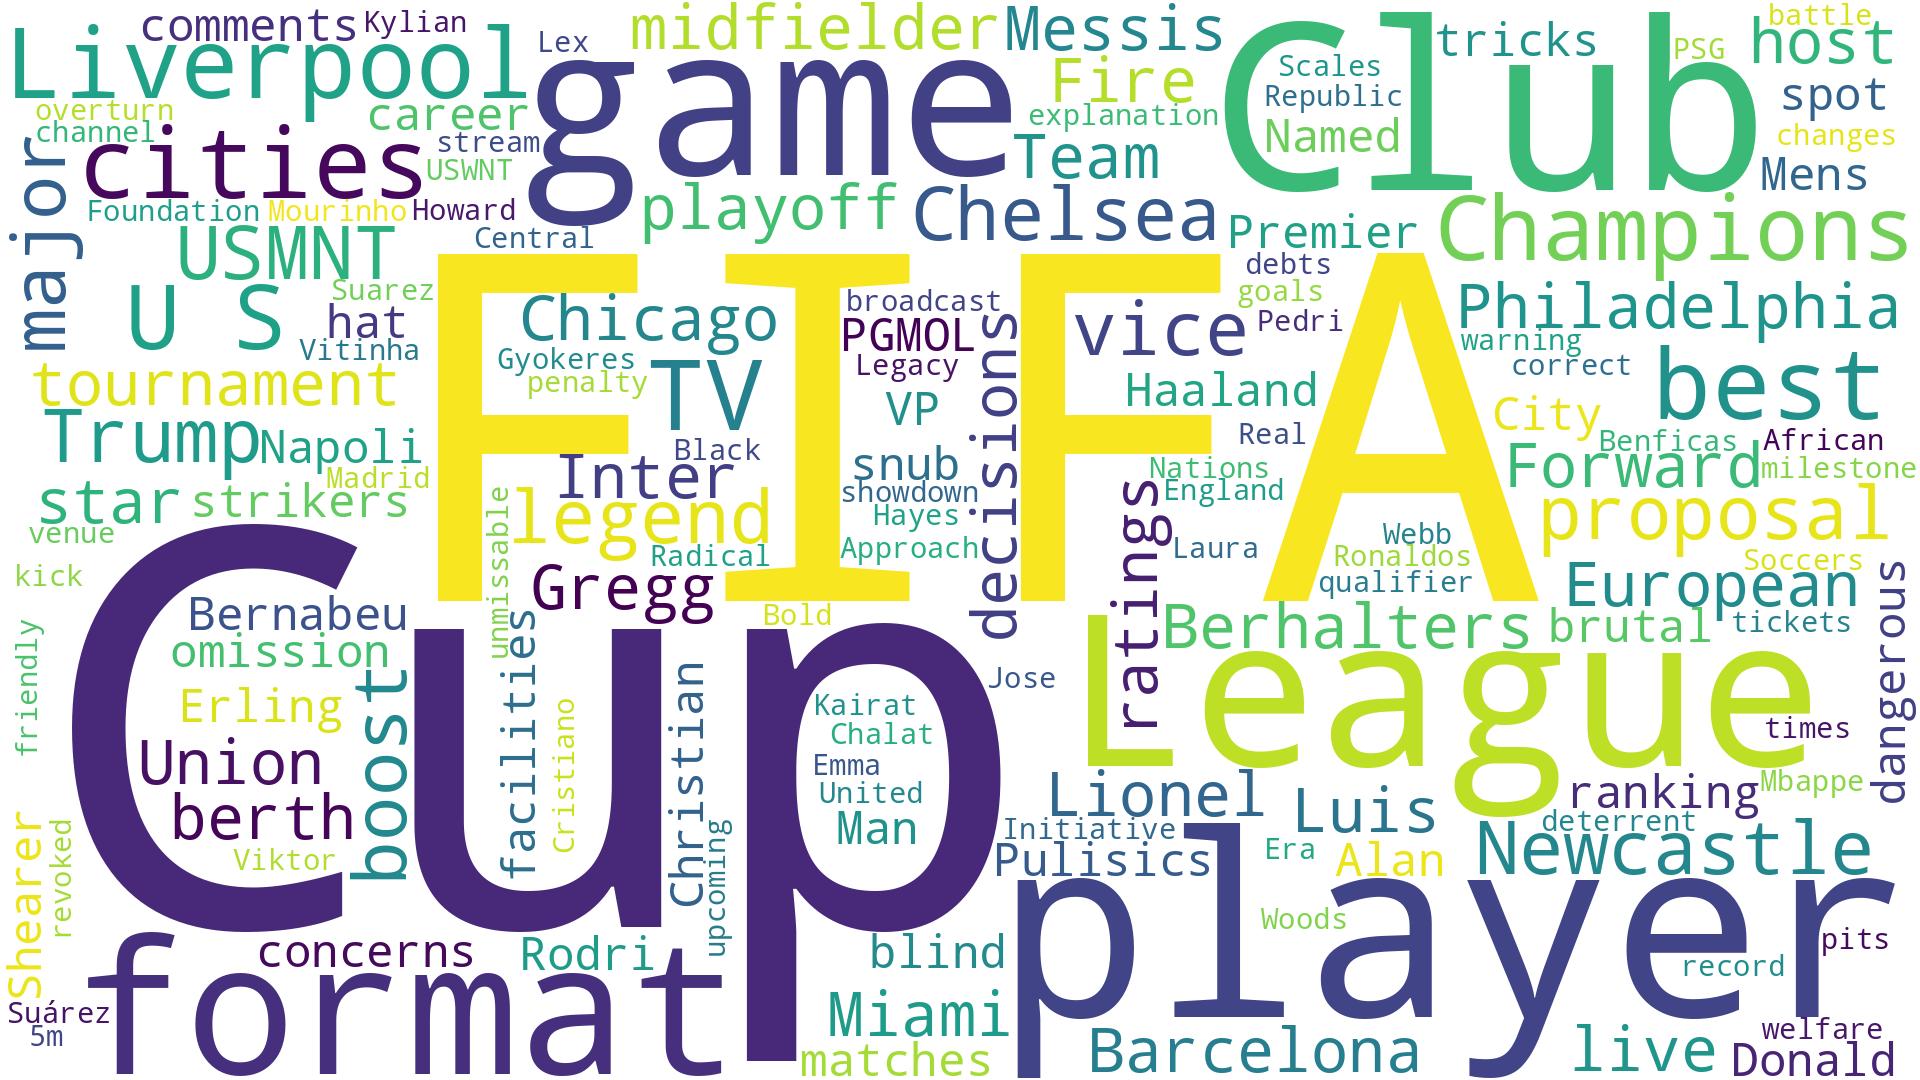 comments
Kylian
Liverpool
Lex
midfielder
Messis
game
Club
tricks
battle
PSG
host
Scales
Republic
Named
Fire
explanation
Team
overturn
channel
career
stream
USWNT
cities
major
spot
changes
Mens
Foundation
Mourinho
Howard
Central
playoff
Chelsea
Premier
Champions
USMNT
Suarez
U S
hat
Vitinha
FIFA
Chicago
Gyokeres
penalty
TV
broadcast
PGMOL
Legacy
VP
decisions
vice
debts
goals
Pedri
Haaland
Real
Philadelphia
warning
correct
best
City
Benficas
African
Forward
milestone
tournament
Trump
Napoli
Madrid
star
strikers
venue
kick
Black
Inter
legend
unmissable
Radical
Gregg
Bold
snub
showdown
Hayes
Approach
Nations
England
ratings
Laura
Webb
Ronaldos
qualifier
proposal
Soccers
European
tickets
dangerous
Cup
Bernabeu
omission
Erling
Union
berth
Viktor
boost
facilities
Cristiano
Christian
upcoming
friendly
Shearer
revoked
Jose
Kairat
Chalat
Emma
United
Man
Berhalters
brutal
League
times
Mbappe
ranking
deterrent
Lionel
Luis
Initiative
Pulisics
Era
Alan
Newcastle
player
Woods
pits
record
format
concerns
Rodri
blind
Miami
matches
Barcelona
live
welfare
Donald
Suárez
5m